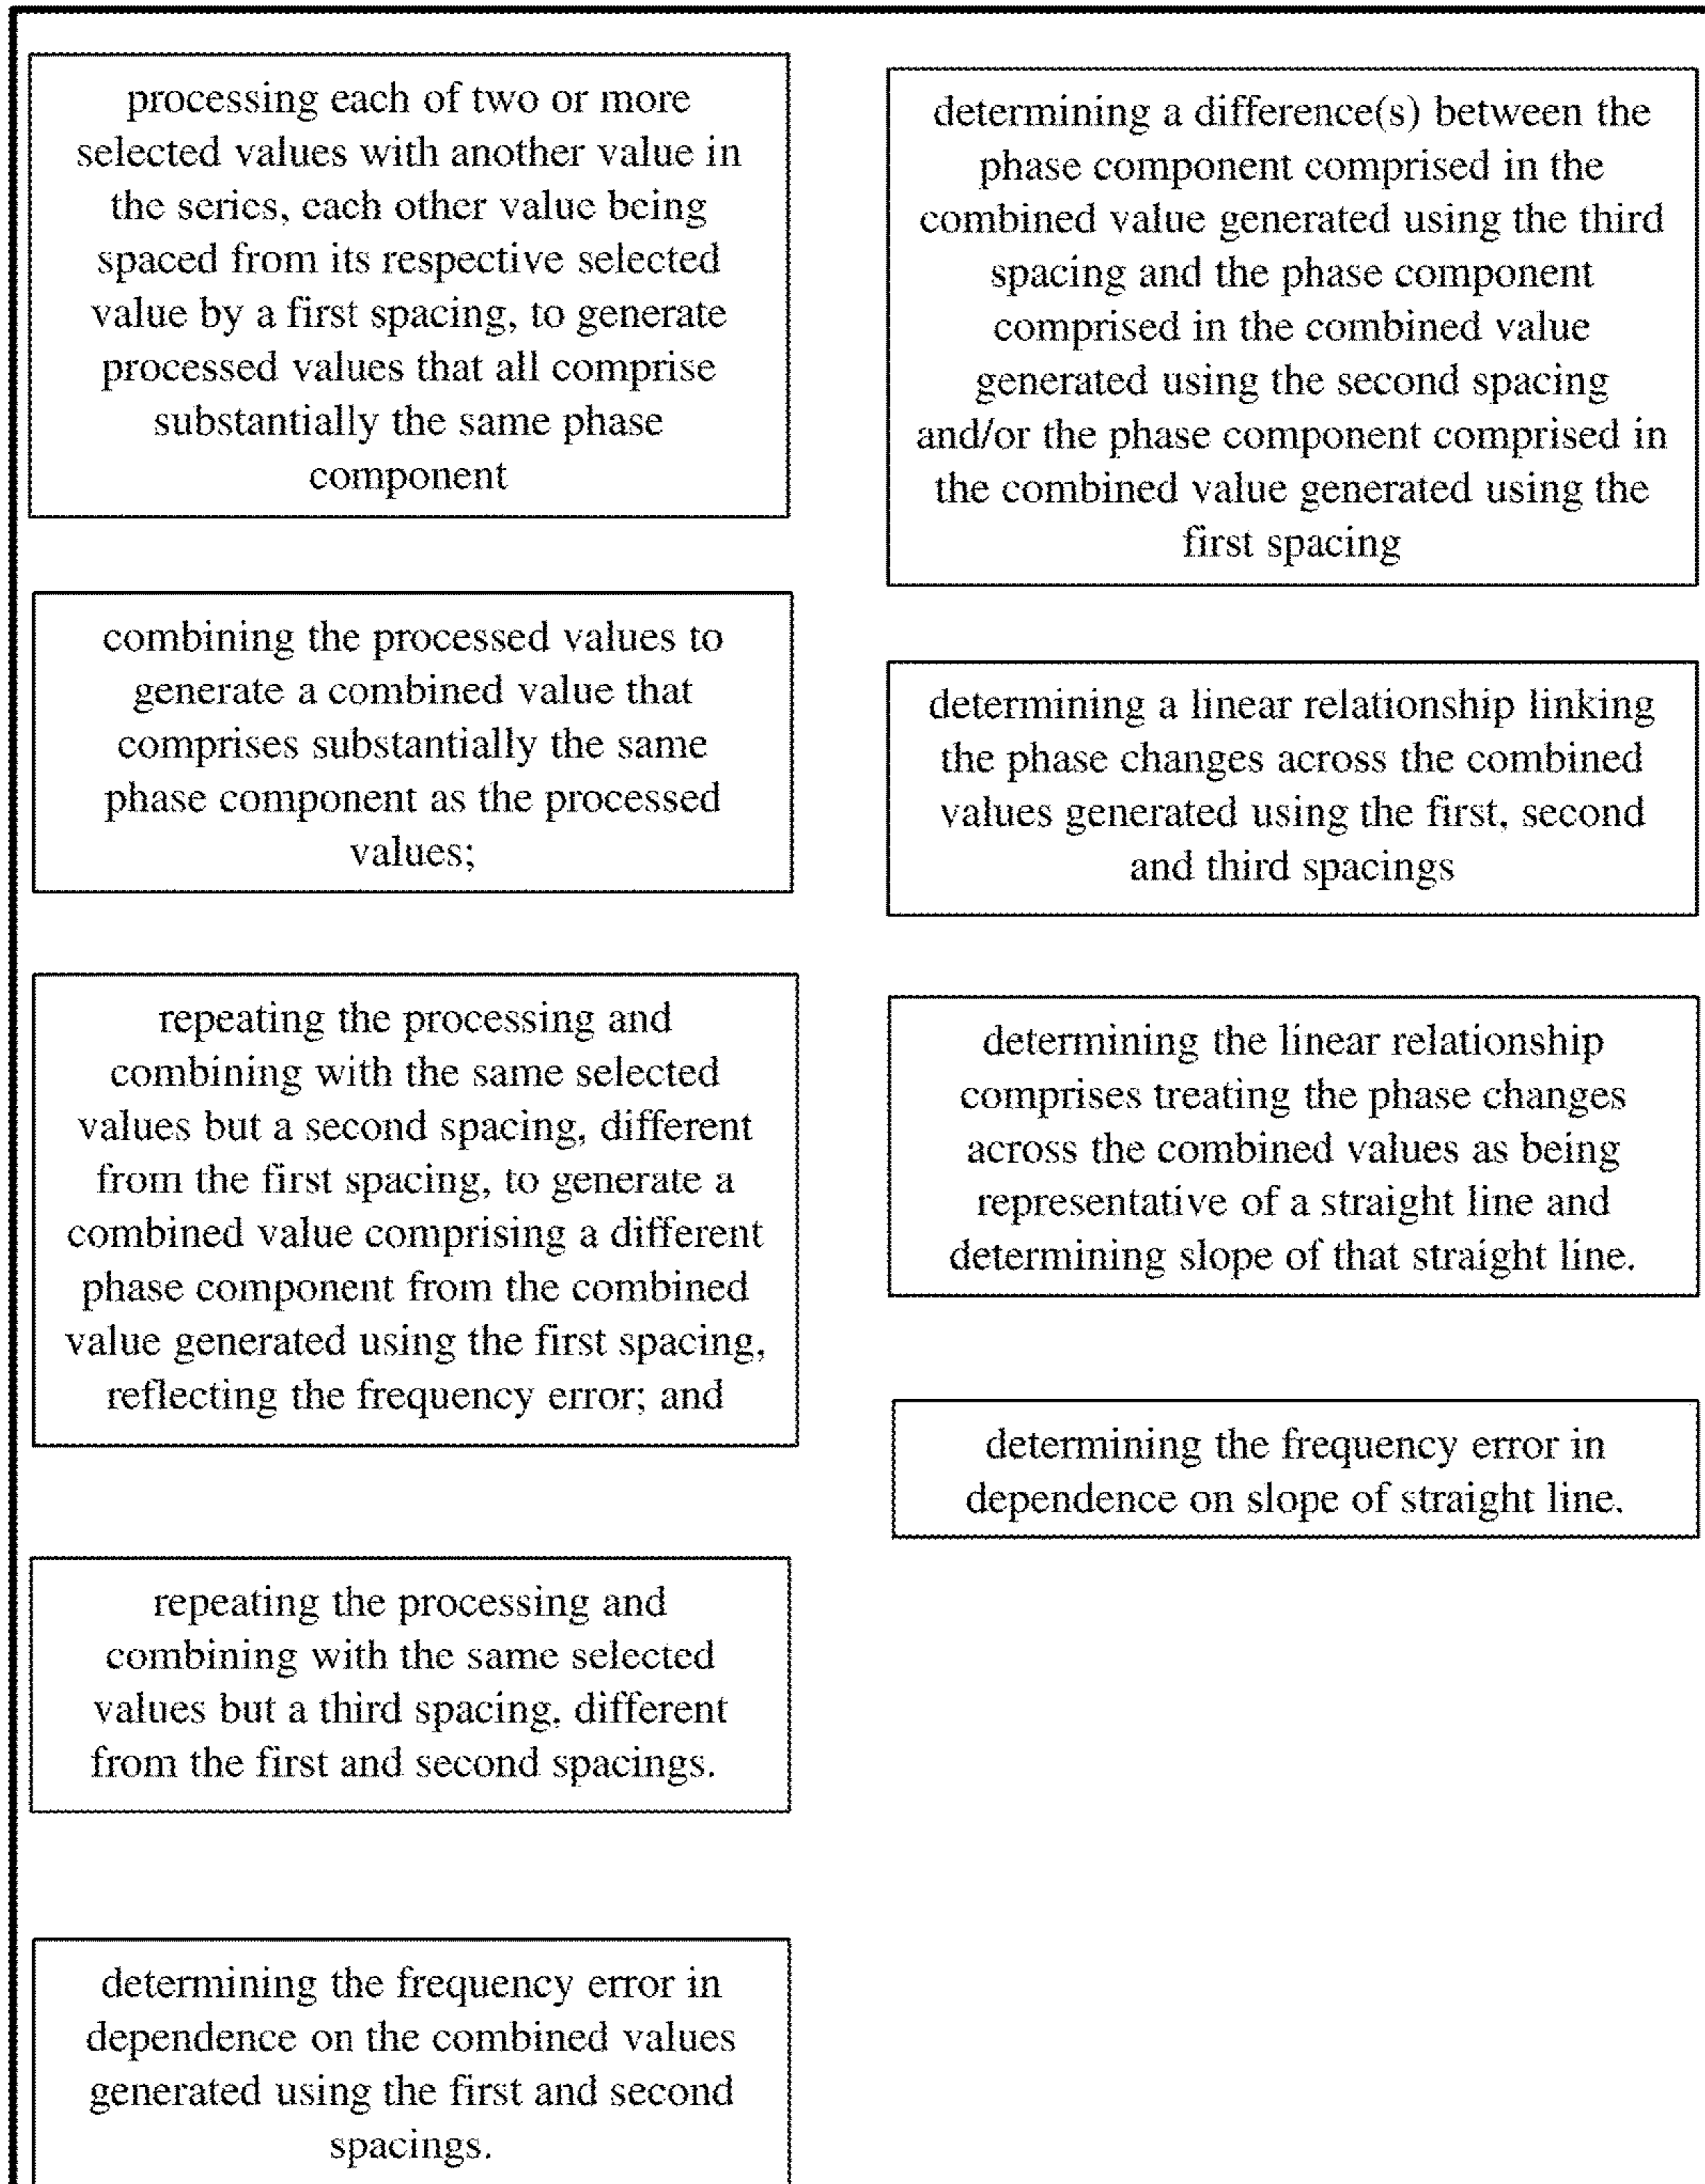 processing each of two or more
selected values with another value in
the series, each other value being
spaced from its respective selected
value by a first spacing, to generate
processed values that all comprise
substantially the same phase
component
combining the processed values to
generate a combined value that
comprises substantially the same
phase component as the processed
values;
repeating the processing and
combining with the same selected
values but a second spacing, different
from the first spacing, to generate a
combined value comprising a different
phase component from the combined
value generated using the first spacing,
reflecting the frequency error; and
repeating the processing and
combining with the same selected
values but a third spacing, different
from the first and second spacings.
determining the frequency error in
dependence on the combined values
generated using the first and second
spacings.
determining a difference(s) between the
phase component comprised in the
combined value generated using the third
spacing and the phase component
comprised in the combined value
generated using the second spacing
and/or the phase component comprised in
the combined value generated using the
first spacing
determining a linear relationship linking
the phase changes across the combined
values generated using the first, second
and third spacings
determining the linear relationship
comprises treating the phase changes
across the combined values as being
representative of a straight line and
determining slope of that straight line.
determining the frequency error in
dependence on slope of straight line.